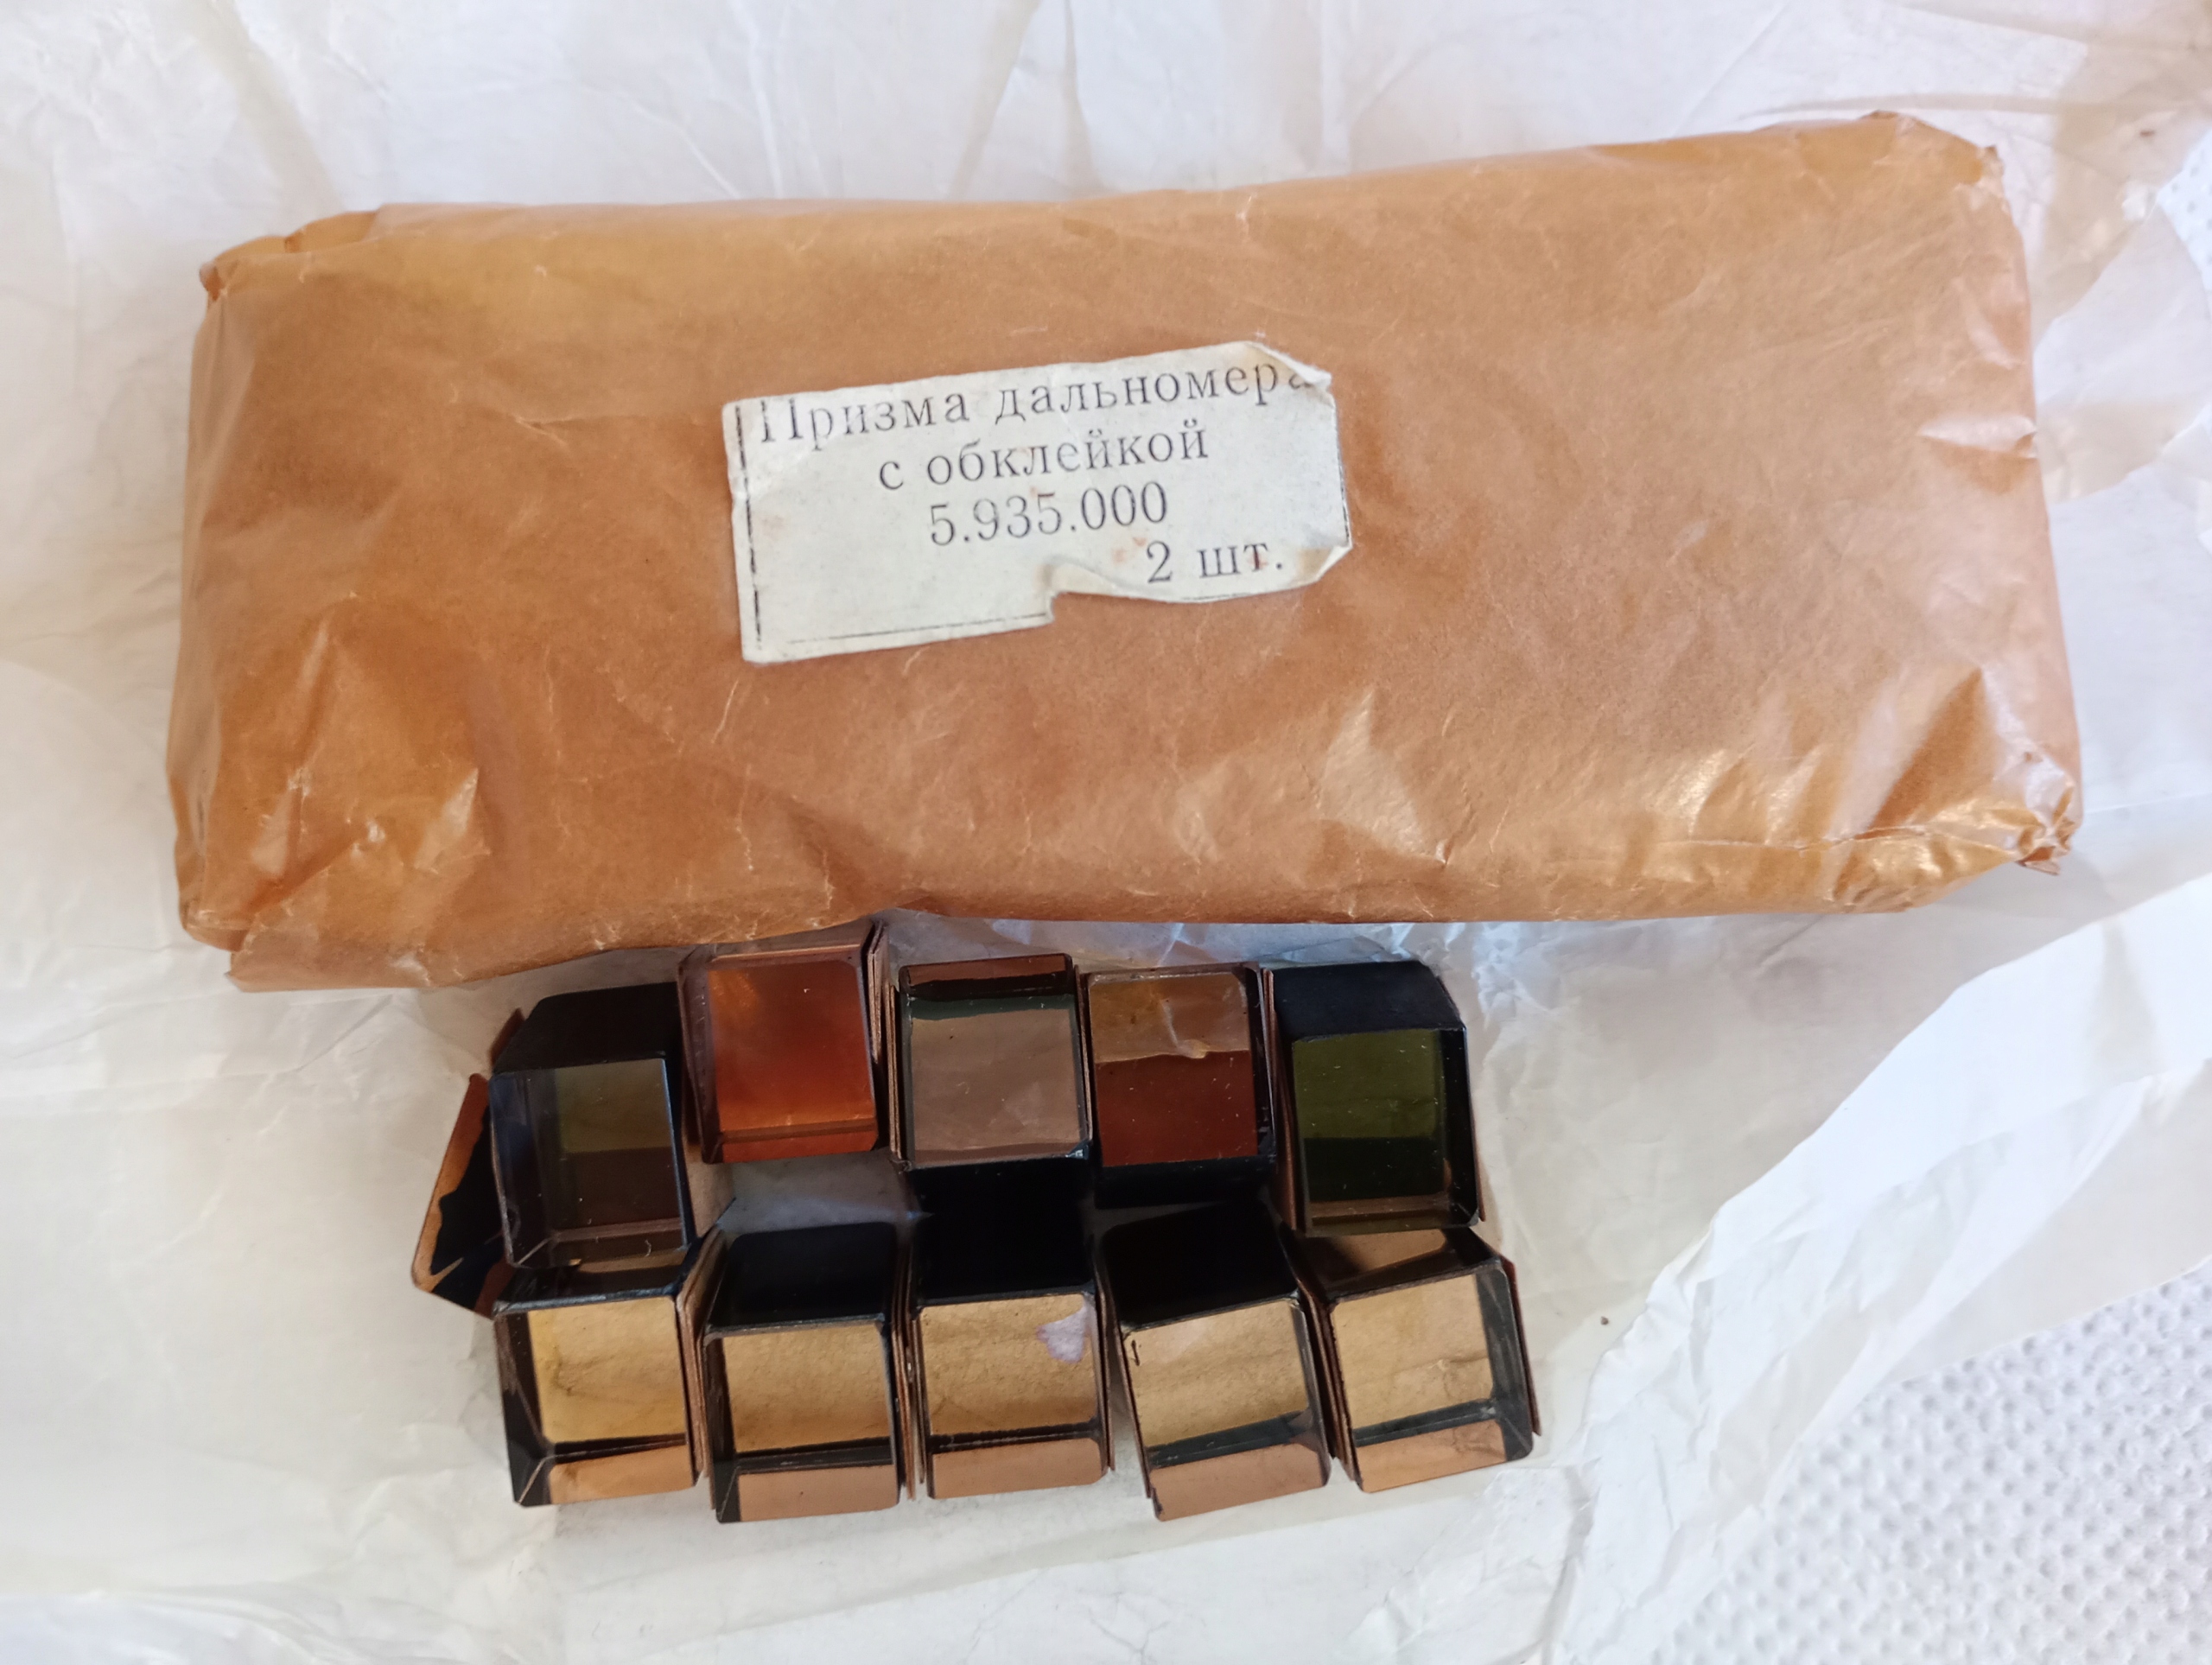 Призма дальномера
с обклейкой
5.935.000
2 шт.